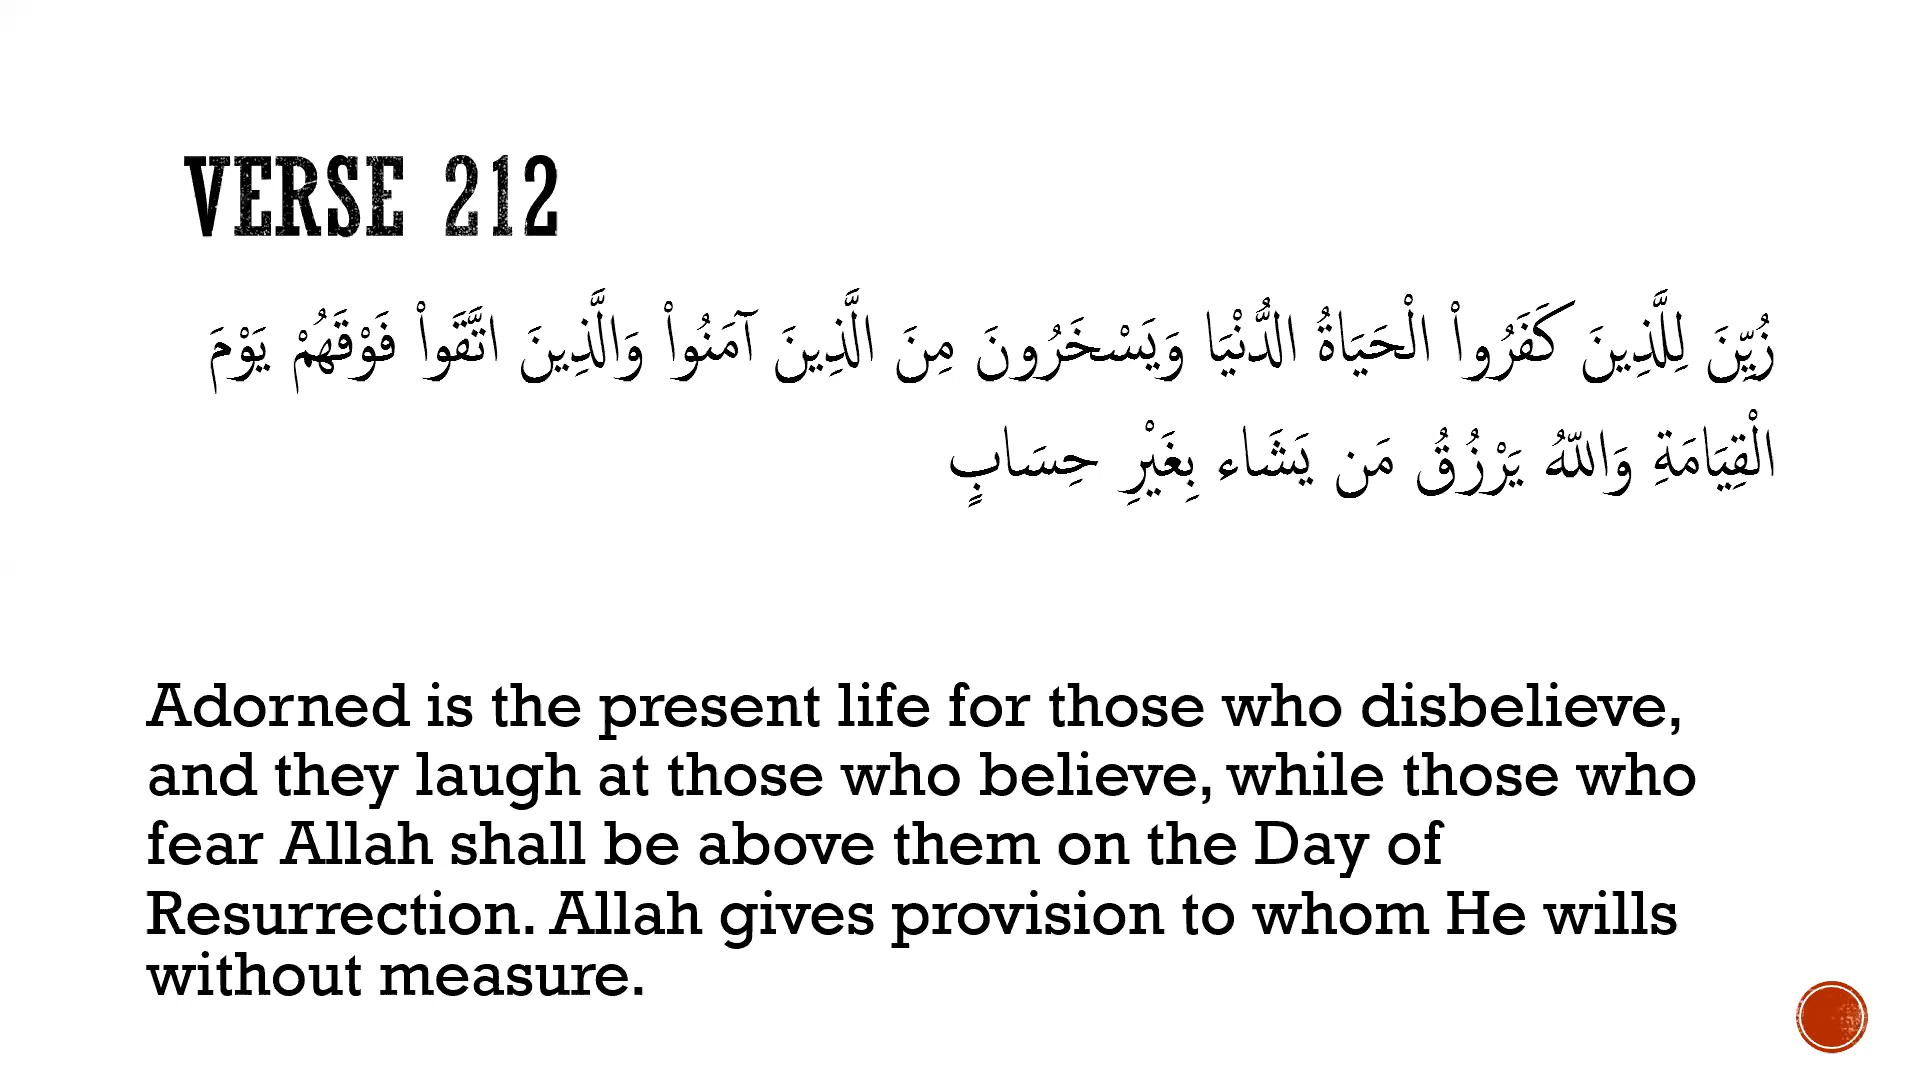 VERSE 212
زُيِّنَ لِلَّذِينَ كَفَرُواْ الْحَيَاةُ الدُّنْيَا وَيَسْخَرُونَ مِنَ الَّذِينَ آمَنُواْ وَالَّذِينَ اتَّقَواْ فَوْقَهُمْ يَوْمَ
الْقِيَامَةِ وَاللّهُ يَرْزُقُ مَن يَشَاء بِغَيْرِ حِسَابٍ
Adorned is the present life for those who disbelieve,
and they laugh at those who believe, while those who
fear Allah shall be above them on the Day of
Resurrection. Allah gives provision to whom He wills
without measure.